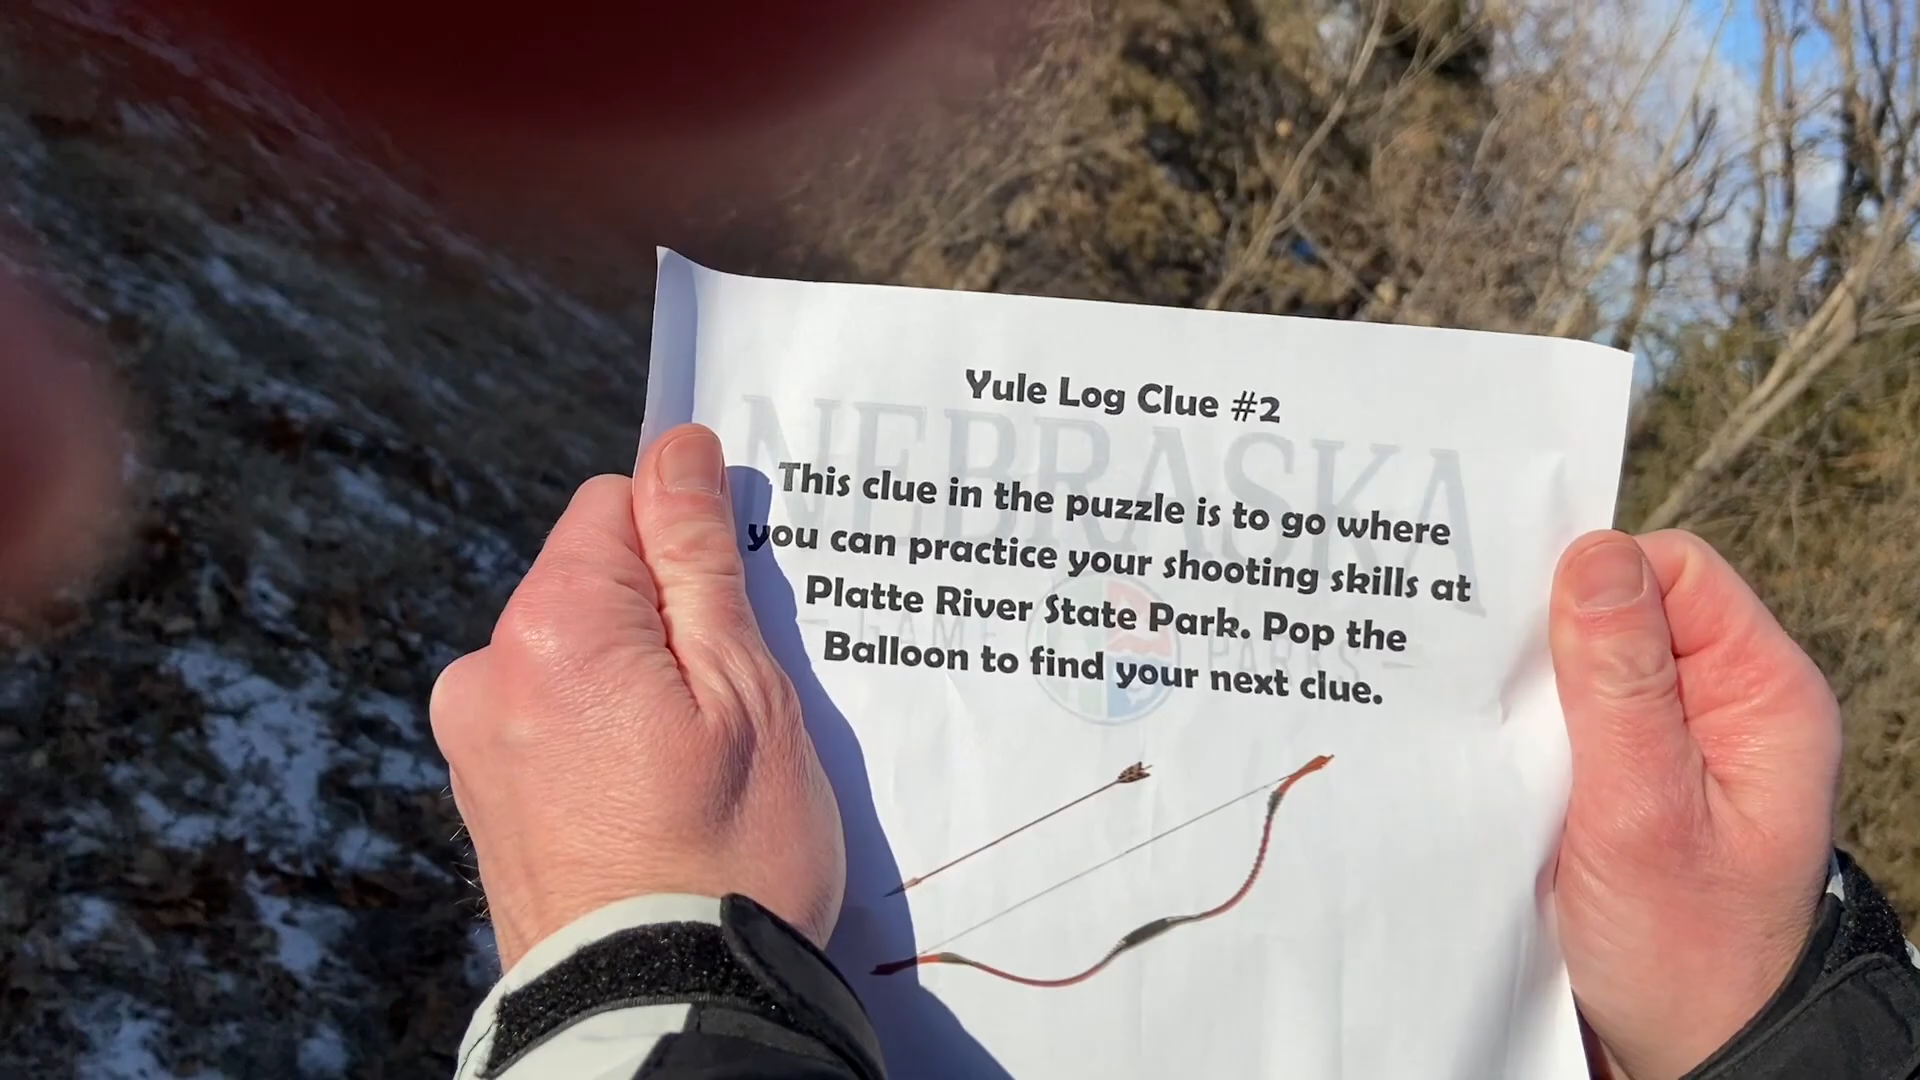 Yule Log Clue #2
This clue in the puzzle is to go where
you can practice your shooting skills at
Platte River State Park. Pop the
Balloon to find your next clue.
NEBRASKA
— GAME PARKS —